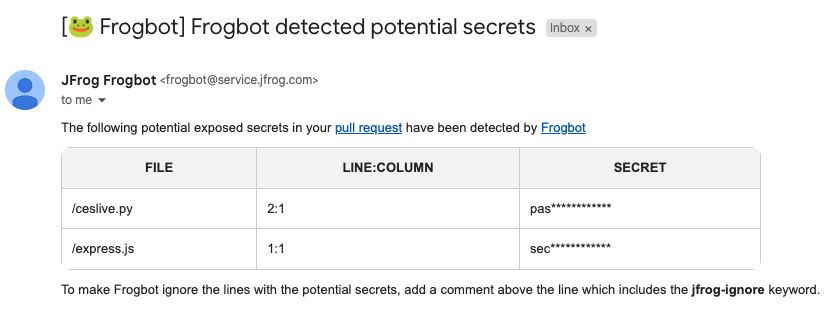 [🐸 Frogbot] Frogbot detected potential secrets Inbox ×
JFrog Frogbot <frogbot@service.jfrog.com>
to me
The following potential exposed secrets in your pull request have been detected by Frogbot
FILE LINE:COLUMN SECRET
/ceslive.py 2:1 pas************
/express.js 1:1 sec************
To make Frogbot ignore the lines with the potential secrets, add a comment above the line which includes the jfrog-ignore keyword.